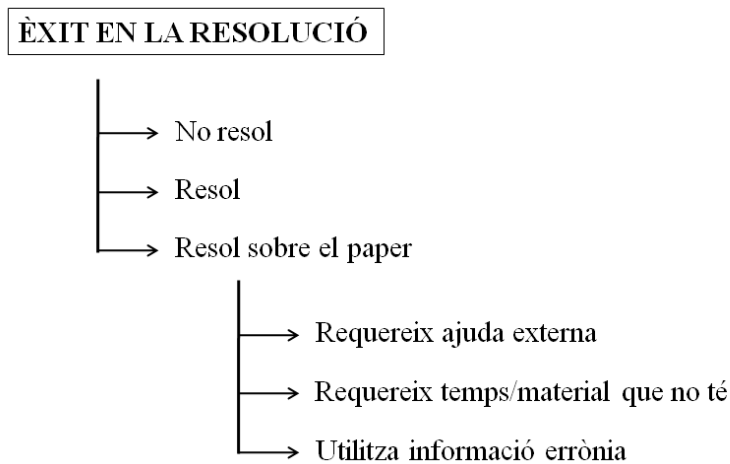 ÈXIT EN LA RESOLUCIÓ
No resol
Resol
Resol sobre el paper
Requereix ajuda externa
Requereix temps/material que no té
Utilitza informació errònia